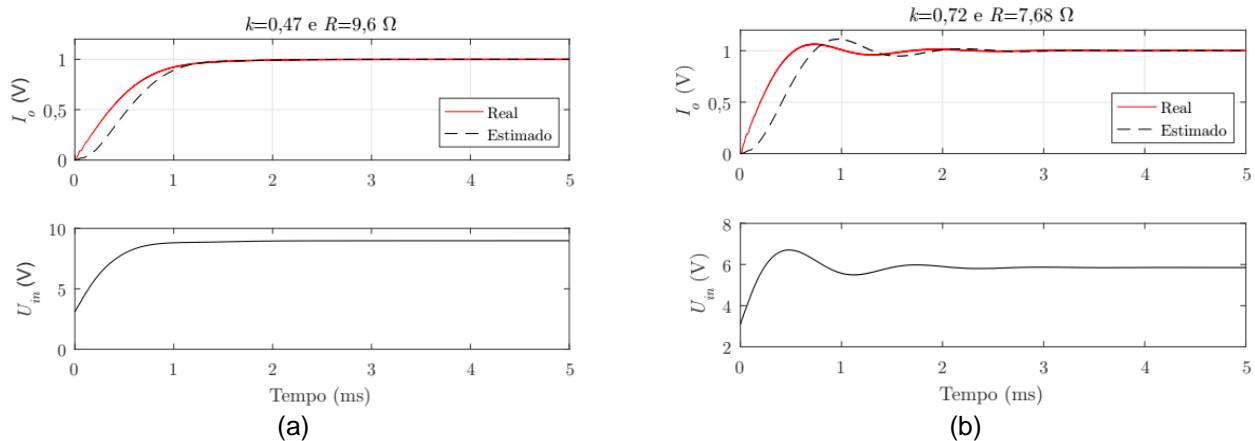 k=0,47 e R=9,6 Ω
I_o (V)
1
0,5
0
Real
Estimado
0 1 2 3 4 5
U_in (V)
10
5
0
0 1 2 3 4 5
Tempo (ms)
(a)
k=0,72 e R=7,68 Ω
I_o (V)
1
0,5
0
Real
Estimado
0 1 2 3 4 5
U_in (V)
8
6
4
2
0 1 2 3 4 5
Tempo (ms)
(b)